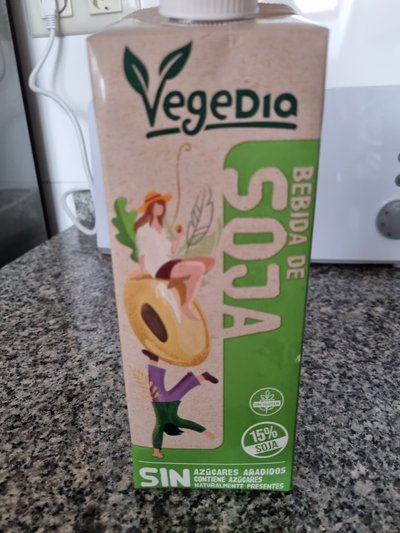 VEGEDIA
BEBIDA DE
SOJA
15%
SOJA
SIN
AZÚCARES AÑADIDOS
CONTIENE AZÚCARES
NATURALMENTE PRESENTES